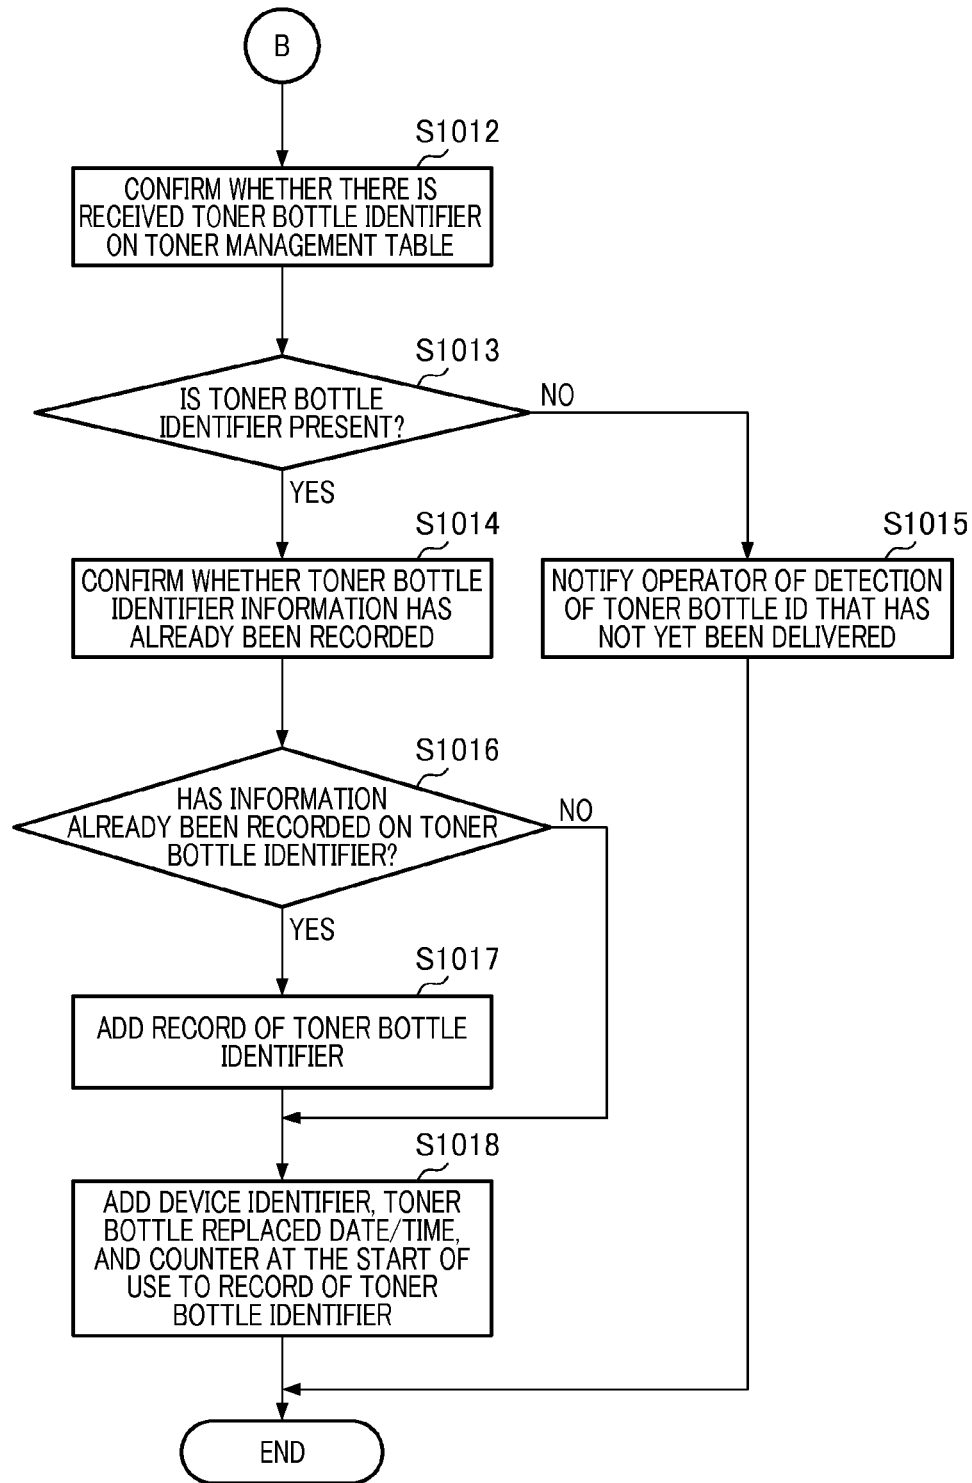 B
S1012
CONFIRM WHETHER THERE IS
RECEIVED TONER BOTTLE IDENTIFIER
ON TONER MANAGEMENT TABLE
S1013
IS TONER BOTTLE
IDENTIFIER PRESENT?
NO
YES
S1014
CONFIRM WHETHER TONER BOTTLE
IDENTIFIER INFORMATION HAS
ALREADY BEEN RECORDED
S1015
NOTIFY OPERATOR OF DETECTION
OF TONER BOTTLE ID THAT HAS
NOT YET BEEN DELIVERED
S1016
HAS INFORMATION
ALREADY BEEN RECORDED ON TONER
BOTTLE IDENTIFIER?
NO
YES
S1017
ADD RECORD OF TONER BOTTLE
IDENTIFIER
S1018
ADD DEVICE IDENTIFIER, TONER
BOTTLE REPLACED DATE/TIME,
AND COUNTER AT THE START OF
USE TO RECORD OF TONER
BOTTLE IDENTIFIER
END